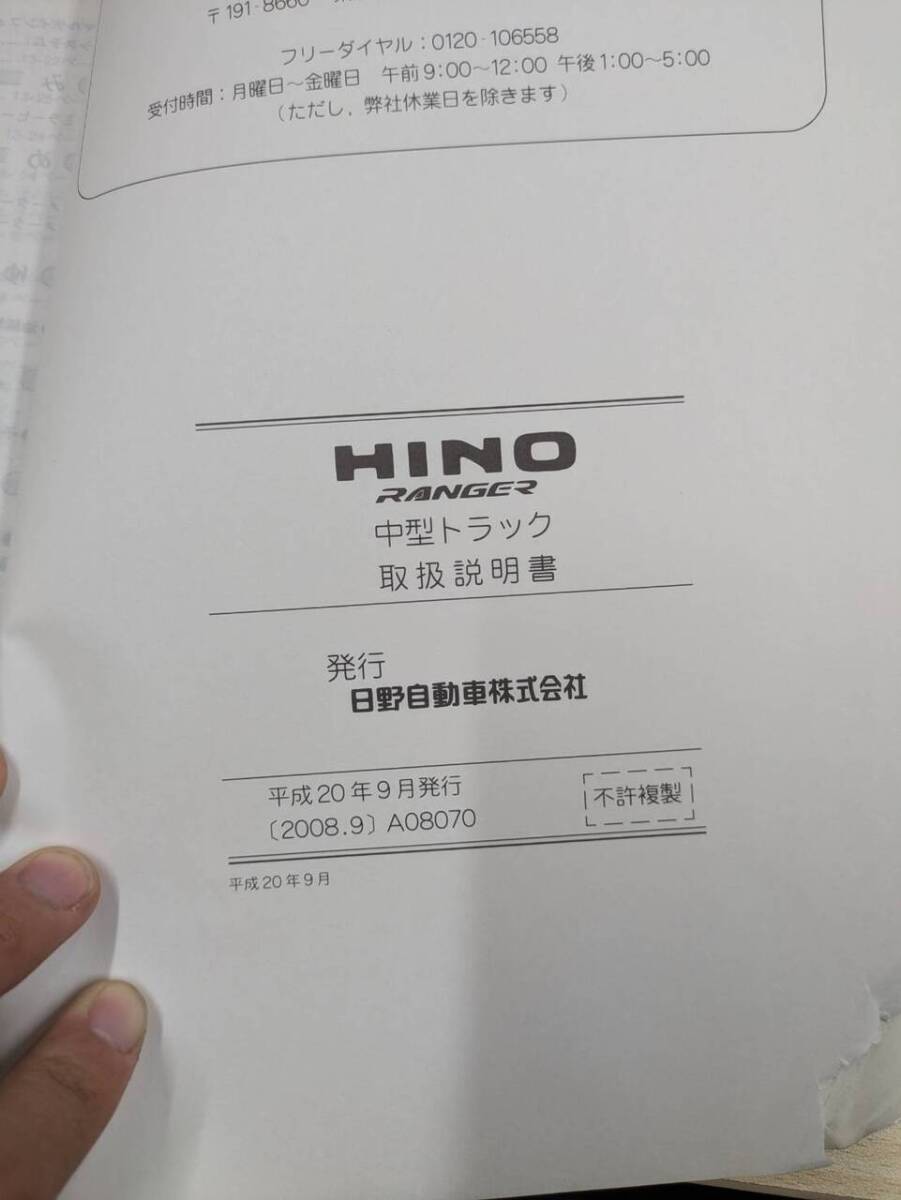 〒191-8660
フリーダイヤル:0120-106558
受付時間:月曜日～金曜日 午前9:00～12:00 午後1:00～5:00
(ただし,弊社休業日を除きます)
HINO
RANGER
中型トラック
取扱説明書
発行
日野自動車株式会社
平成20年9月発行
〔2008.9〕A08070
不許複製
平成20年9月